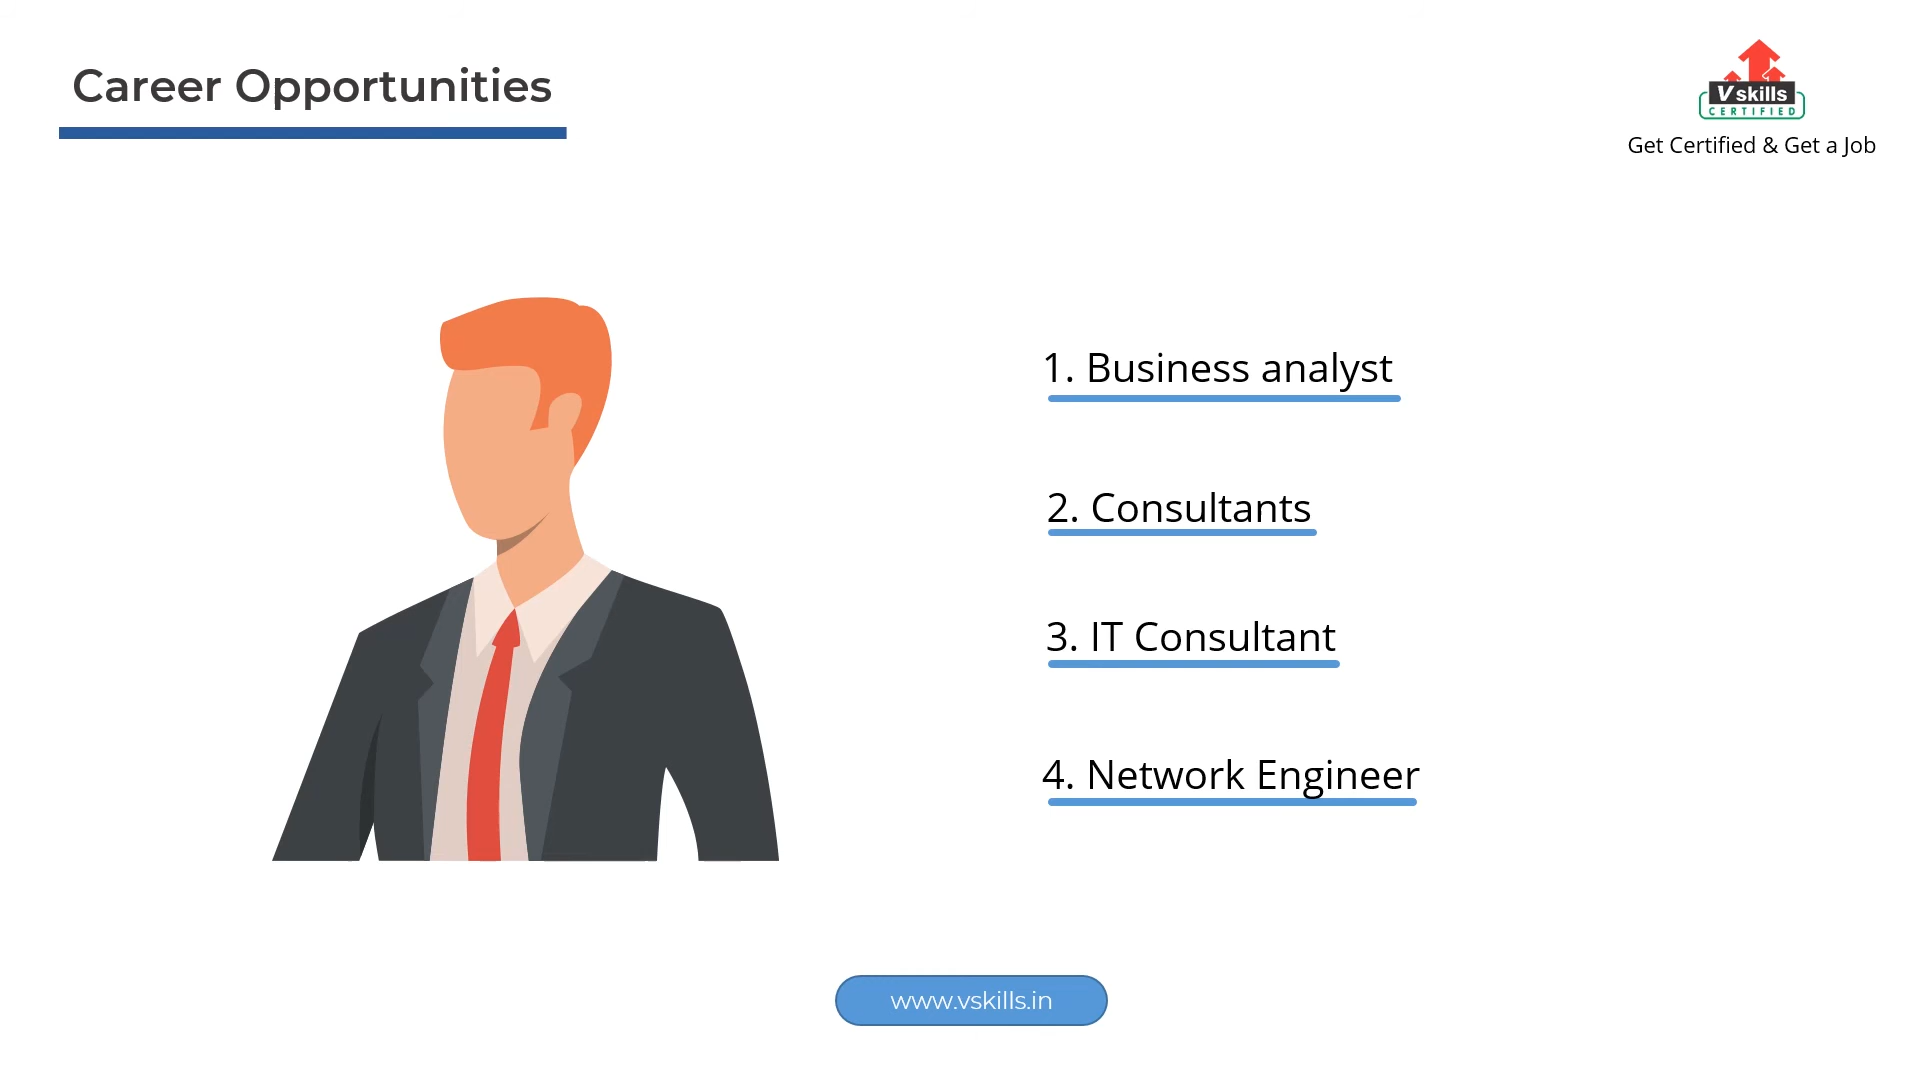 Career Opportunities
Vskills
CERTIFIED
Get Certified & Get a Job
1. Business analyst
2. Consultants
3. IT Consultant
4. Network Engineer
www.vskills.in